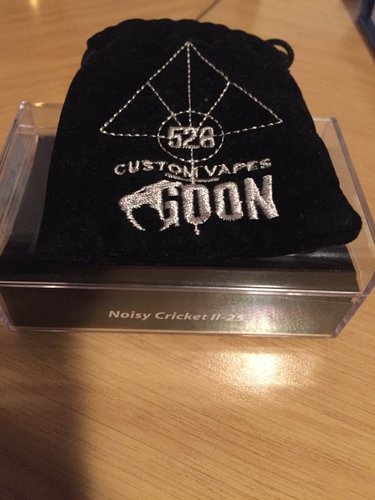 528
CUSTOM VAPES
GOON
Noisy Cricket II-25